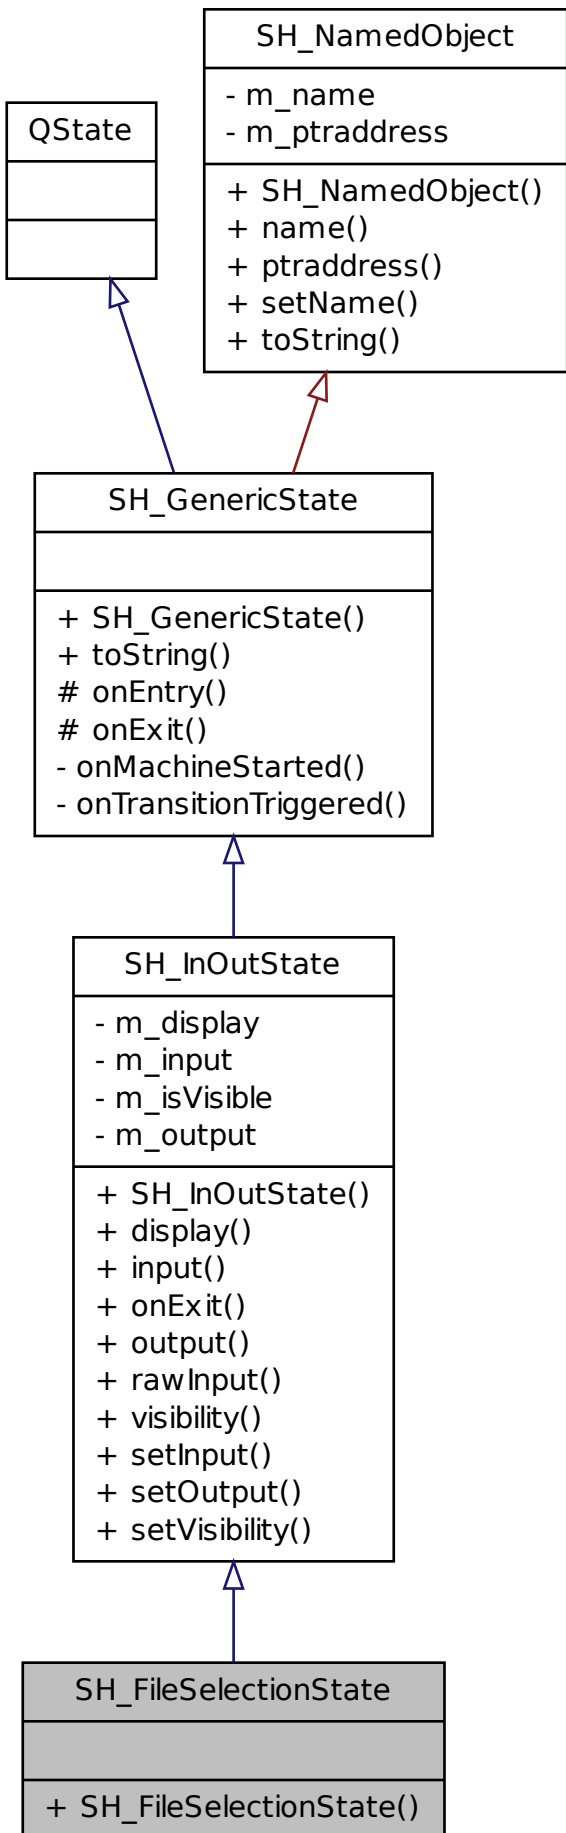 SH_NamedObject
- m_name
- m_ptraddress
+ SH_NamedObject()
+ name()
+ ptraddress()
+ setName()
+ toString()
QState
SH_GenericState
+ SH_GenericState()
+ toString()
# onEntry()
# onExit()
- onMachineStarted()
- onTransitionTriggered()
SH_InOutState
- m_display
- m_input
- m_isVisible
- m_output
+ SH_InOutState()
+ display()
+ input()
+ onExit()
+ output()
+ rawInput()
+ visibility()
+ setInput()
+ setOutput()
+ setVisibility()
SH_FileSelectionState
+ SH_FileSelectionState()